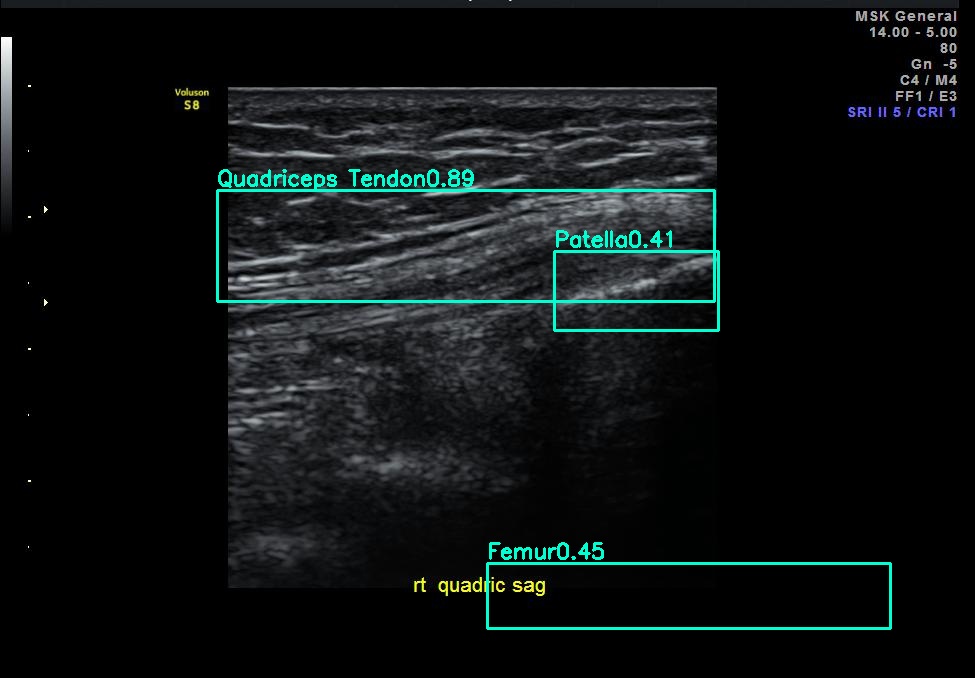 MSK General
14.00 - 5.00
80
Gn -5
C4 / M4
FF1 / E3
SRI II 5 / CRI 1
Voluson
S8
Quadriceps Tendon0.89
Patella0.41
Femur0.45
rt quadric sag